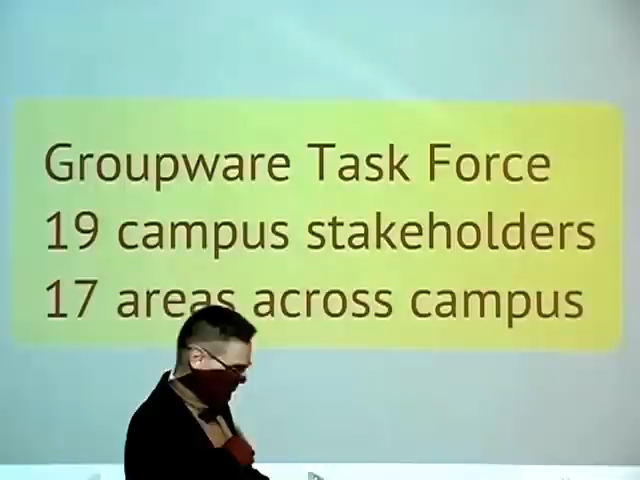 Groupware Task Force
19 campus stakeholders
17 areas across campus